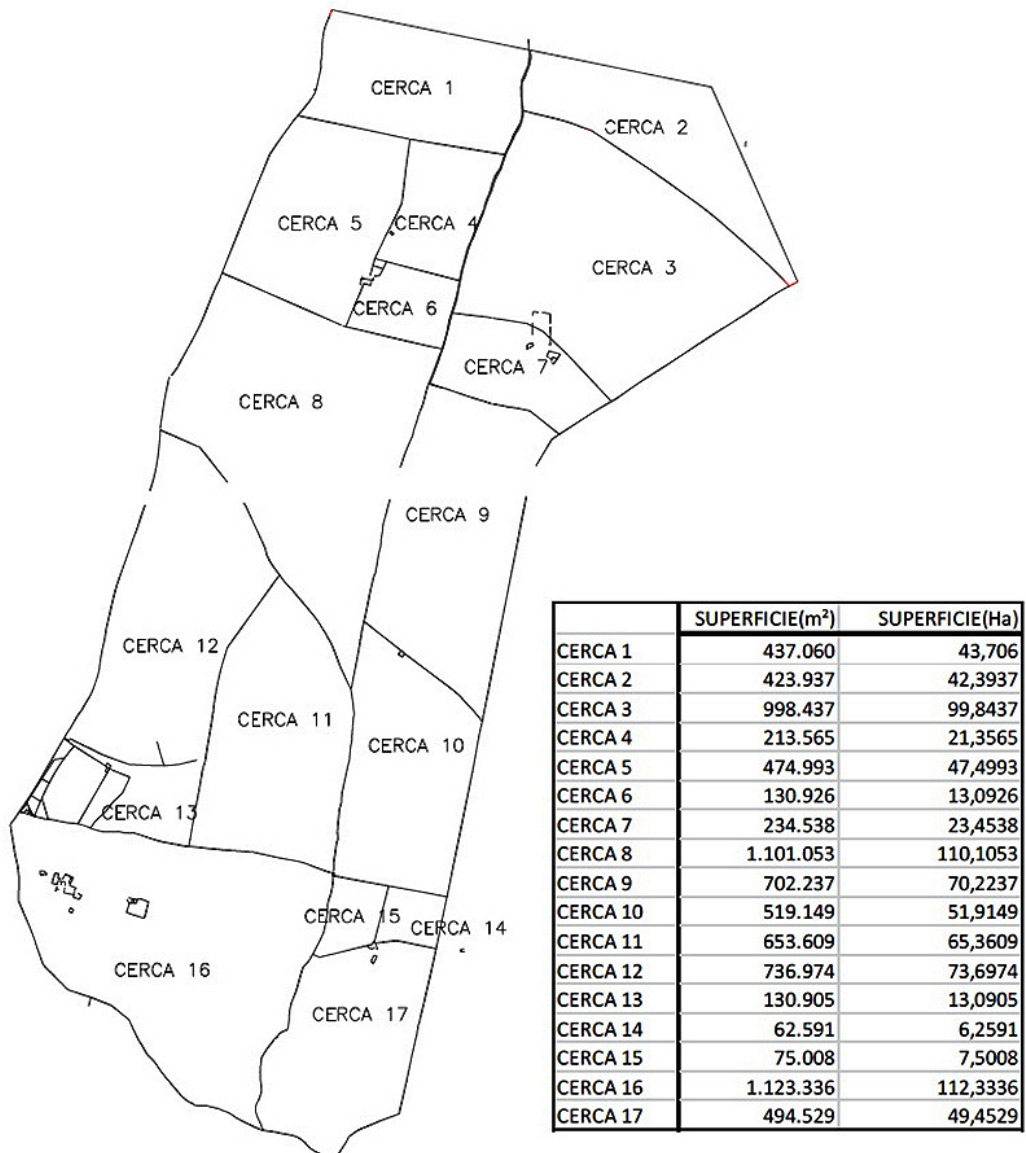 CERCA 1
CERCA 2
CERCA 5
CERCA 4
CERCA 3
CERCA 6
CERCA 7
CERCA 8
CERCA 9
CERCA 12
CERCA 11
CERCA 10
CERCA 13
CERCA 15
CERCA 14
CERCA 16
CERCA 17
SUPERFICIE(m²) SUPERFICIE(Ha)
CERCA 1 437.060 43,706
CERCA 2 423.937 42,3937
CERCA 3 998.437 99,8437
CERCA 4 213.565 21,3565
CERCA 5 474.993 47,4993
CERCA 6 130.926 13,0926
CERCA 7 234.538 23,4538
CERCA 8 1.101.053 110,1053
CERCA 9 702.237 70,2237
CERCA 10 519.149 51,9149
CERCA 11 653.609 65,3609
CERCA 12 736.974 73,6974
CERCA 13 130.905 13,0905
CERCA 14 62.591 6,2591
CERCA 15 75.008 7,5008
CERCA 16 1.123.336 112,3336
CERCA 17 494.529 49,4529